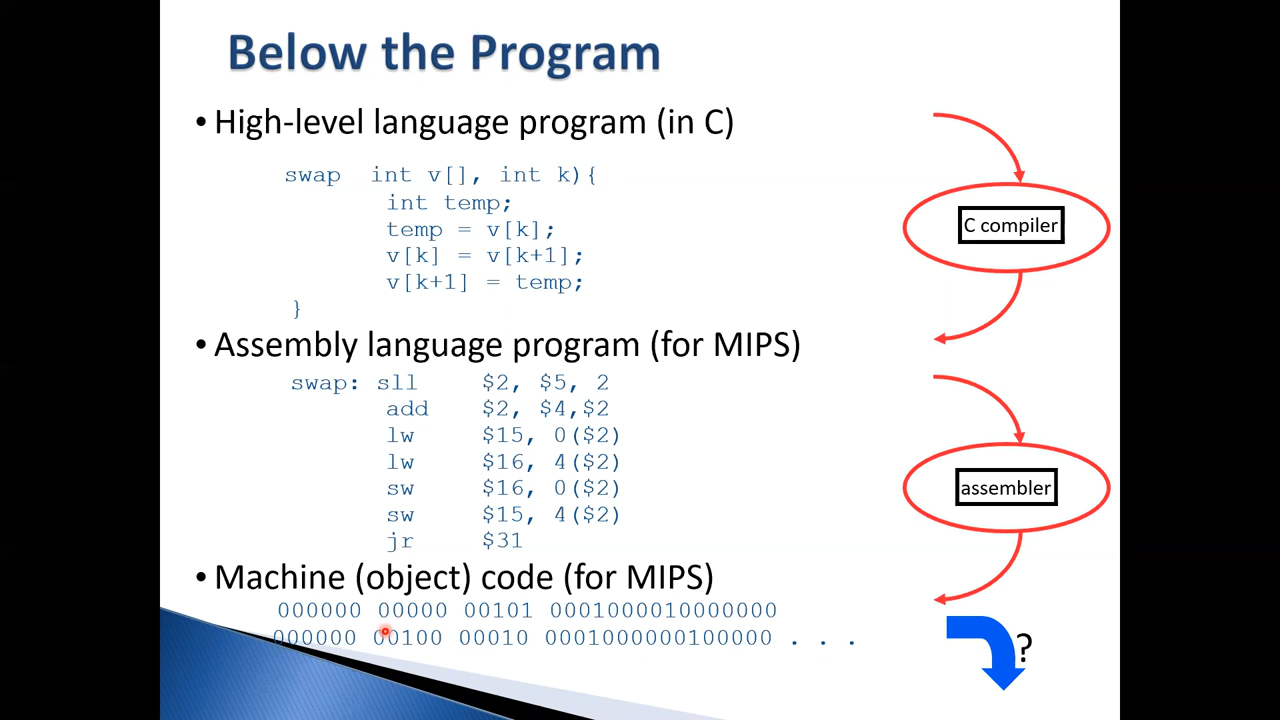 Below the Program
• High-level language program (in C)
swap int v[], int k){
int temp;
temp = v[k];
v[k] = v[k+1];
v[k+1] = temp;
}
C compiler
• Assembly language program (for MIPS)
swap: sll $2, $5, 2
add $2, $4,$2
lw $15, 0($2)
lw $16, 4($2)
sw $16, 0($2)
sw $15, 4($2)
jr $31
assembler
• Machine (object) code (for MIPS)
000000 00000 00101 0001000010000000
000000 00100 00010 0001000000100000 . . .
?